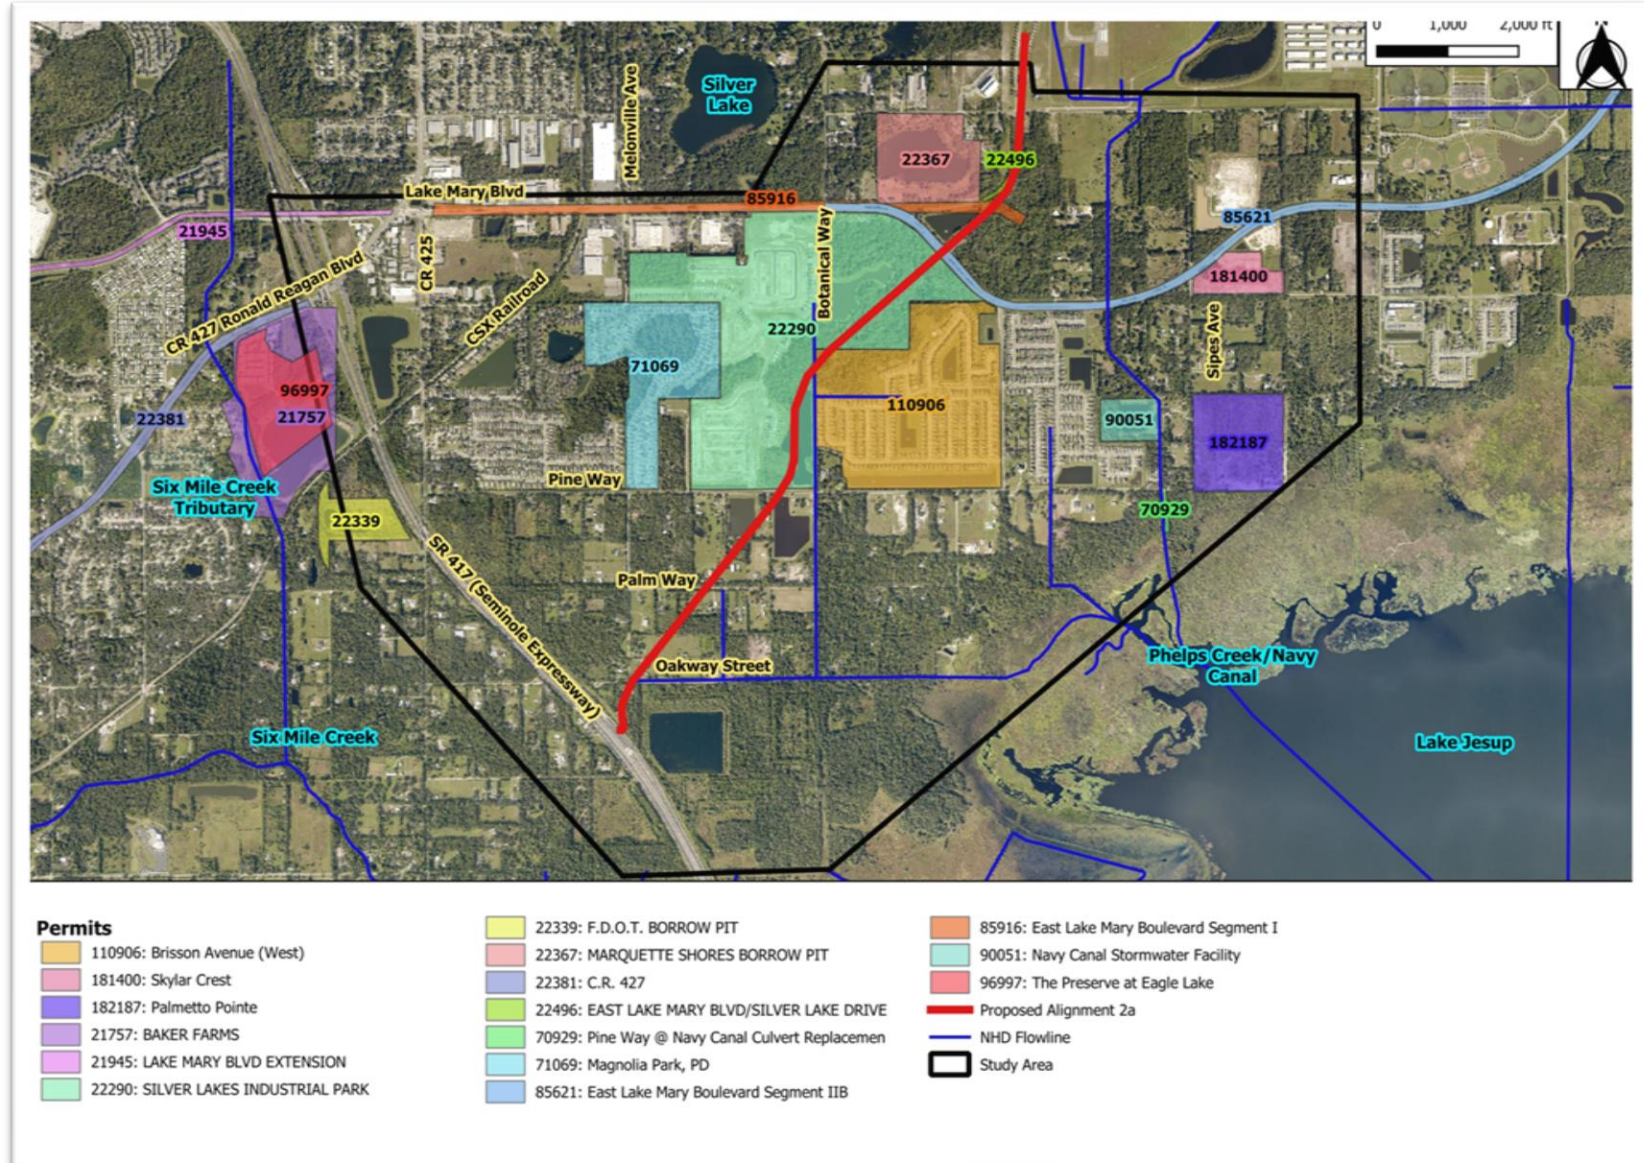 0 1,000 2,000 ft
N
Silver
Lake
Melonville Ave
22367
22496
Lake Mary Blvd
85916
21945
Botanical Way
85621
CR 425
CR 427 Ronald Reagan Blvd
181400
CSX Railroad
22290
Sipes Ave
71069
96997
22381
21757
110906
90051
182187
Pine Way
Six Mile Creek
Tributary
22339
70929
SR 417 (Seminole Expressway)
Palm Way
Oakway Street
Phelps Creek/Navy
Canal
Six Mile Creek
Lake Jesup
Permits
110906: Brisson Avenue (West)
181400: Skylar Crest
182187: Palmetto Pointe
21757: BAKER FARMS
21945: LAKE MARY BLVD EXTENSION
22290: SILVER LAKES INDUSTRIAL PARK
22339: F.D.O.T. BORROW PIT
22367: MARQUETTE SHORES BORROW PIT
22381: C.R. 427
22496: EAST LAKE MARY BLVD/SILVER LAKE DRIVE
70929: Pine Way @ Navy Canal Culvert Replacemen
71069: Magnolia Park, PD
85621: East Lake Mary Boulevard Segment IIB
85916: East Lake Mary Boulevard Segment I
90051: Navy Canal Stormwater Facility
96997: The Preserve at Eagle Lake
Proposed Alignment 2a
NHD Flowline
Study Area